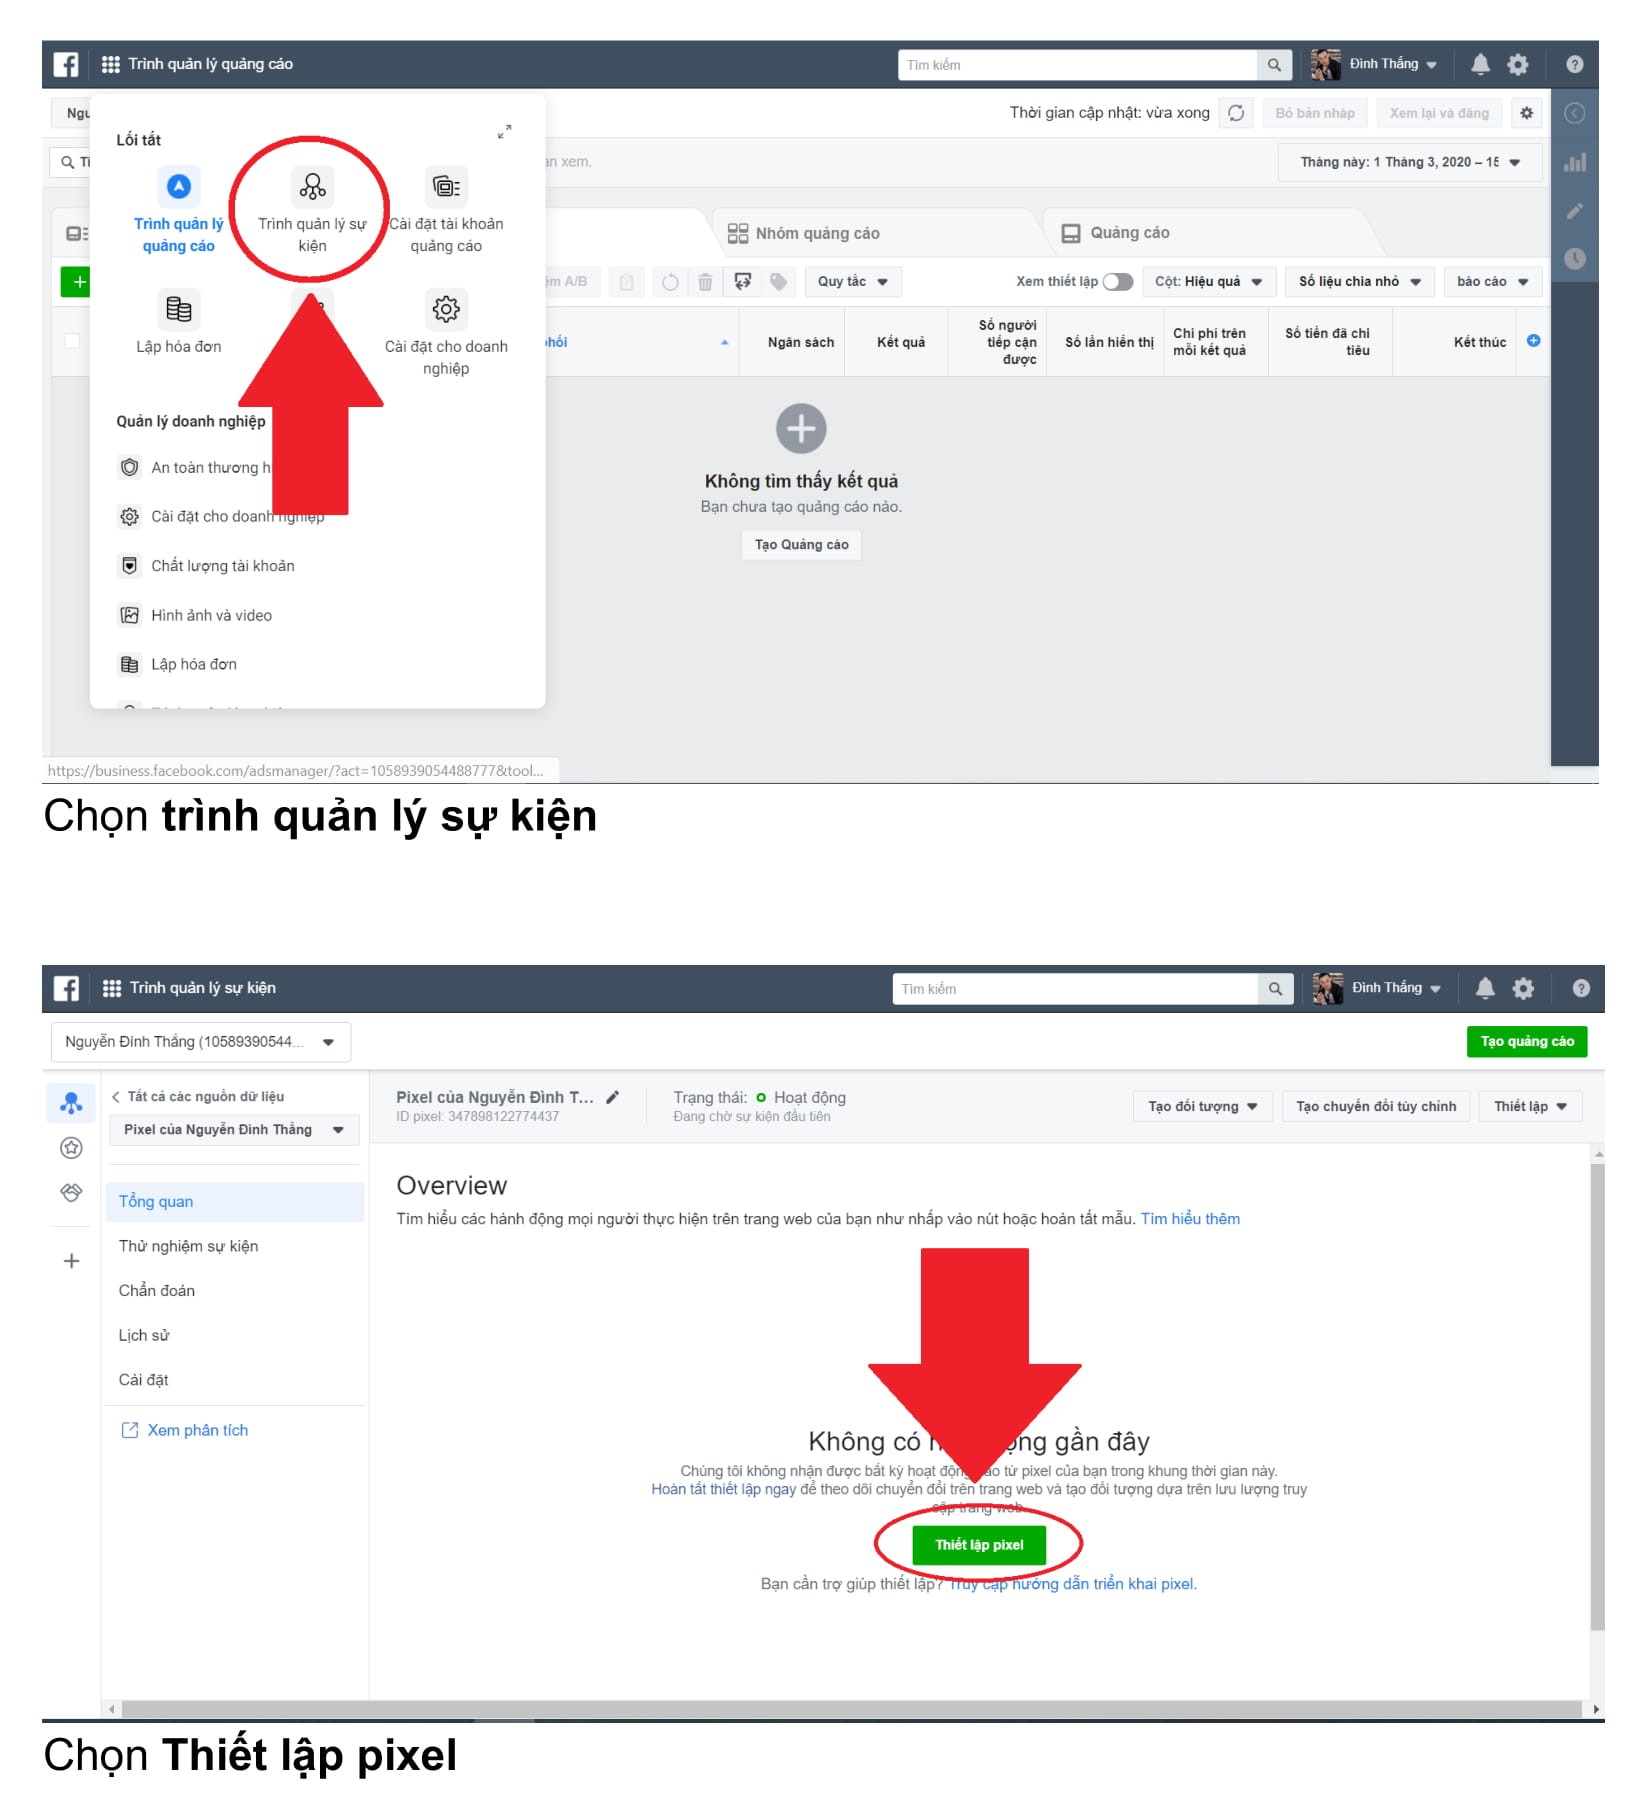 Trình quản lý quảng cáo
Tìm kiếm
Đình Thắng
Thời gian cập nhật: vừa xong
Bỏ bản nháp
Xem lại và đăng
Lối tắt
Tháng này: 1 Tháng 3, 2020 – 15
Trình quản lý quảng cáo
Trình quản lý sự kiện
Cài đặt tài khoản quảng cáo
Nhóm quảng cáo
Quảng cáo
A/B
Quy tắc
Xem thiết lập
Cột: Hiệu quả
Số liệu chia nhỏ
báo cáo
Lập hóa đơn
Cài đặt cho doanh nghiệp
Ngân sách
Kết quả
Số người tiếp cận được
Số lần hiển thị
Chi phí trên mỗi kết quả
Số tiền đã chi tiêu
Kết thúc
Quản lý doanh nghiệp
An toàn thương h
Cài đặt cho doanh nghiệp
Chất lượng tài khoản
Hình ảnh và video
Lập hóa đơn
Không tìm thấy kết quả
Bạn chưa tạo quảng cáo nào.
Tạo Quảng cáo
https://business.facebook.com/adsmanager/?act=1058939054488777&tool...
Chọn trình quản lý sự kiện
Trình quản lý sự kiện
Tìm kiếm
Đình Thắng
Nguyễn Đình Thắng (10589390544...
Tạo quảng cáo
Tất cả các nguồn dữ liệu
Pixel của Nguyễn Đình Thắng
Pixel của Nguyễn Đình T...
ID pixel: 347898122774437
Trạng thái: Hoạt động
Đang chờ sự kiện đầu tiên
Tạo đối tượng
Tạo chuyển đổi tùy chỉnh
Thiết lập
Tổng quan
Thử nghiệm sự kiện
Chẩn đoán
Lịch sử
Cài đặt
Xem phân tích
Overview
Tìm hiểu các hành động mọi người thực hiện trên trang web của bạn như nhấp vào nút hoặc hoàn tất mẫu. Tìm hiểu thêm
Không có gần đây
Chúng tôi không nhận được bất kỳ hoạt động từ pixel của bạn trong khung thời gian này.
Hoàn tất thiết lập ngay để theo dõi chuyển đổi trên trang web và tạo đối tượng dựa trên lưu lượng truy
cập trang web.
Thiết lập pixel
Bạn cần trợ giúp thiết lập? Truy cập hướng dẫn triển khai pixel.
Chọn Thiết lập pixel